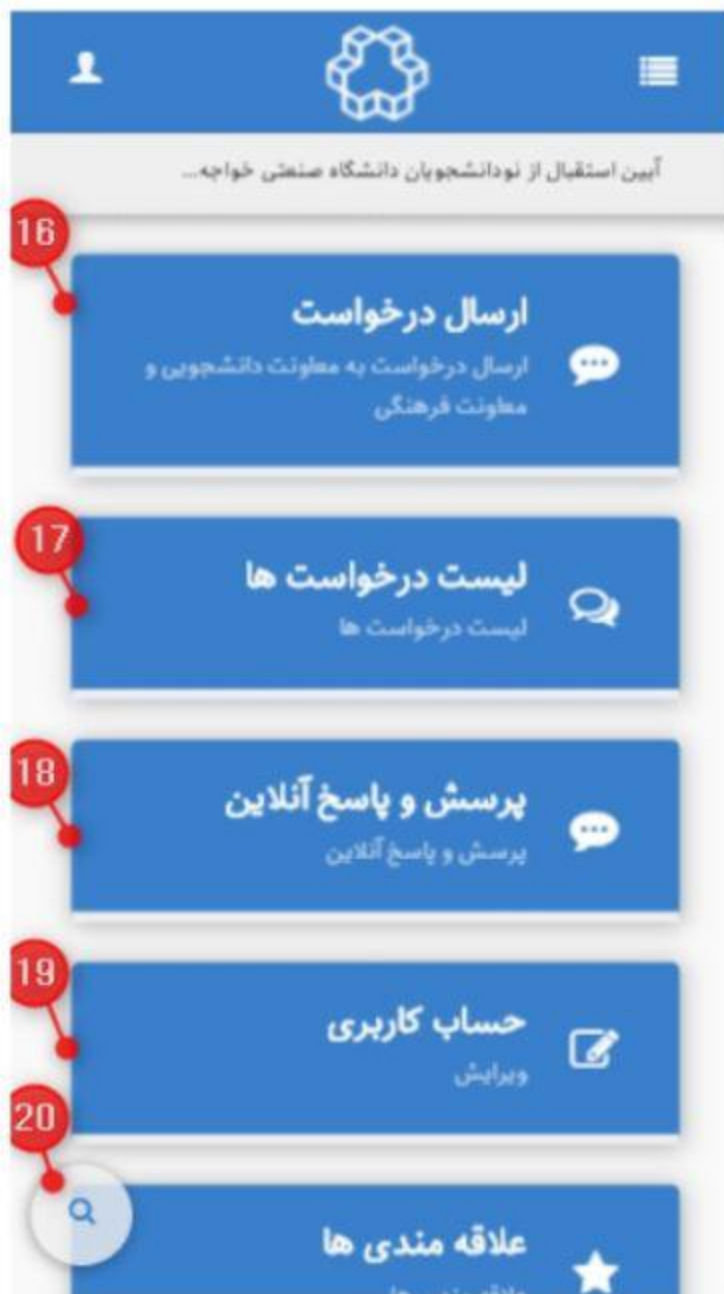 آیین استقبال از نودانشجویان دانشگاه صنعتی خواجه...
16
ارسال درخواست
ارسال درخواست به معاونت دانشجویی و
معاونت فرهنگی
17
لیست درخواست ها
لیست درخواست ها
18
پرسش و پاسخ آنلاین
پرسش و پاسخ آنلاین
19
حساب کاربری
ویرایش
20
علاقه مندی ها